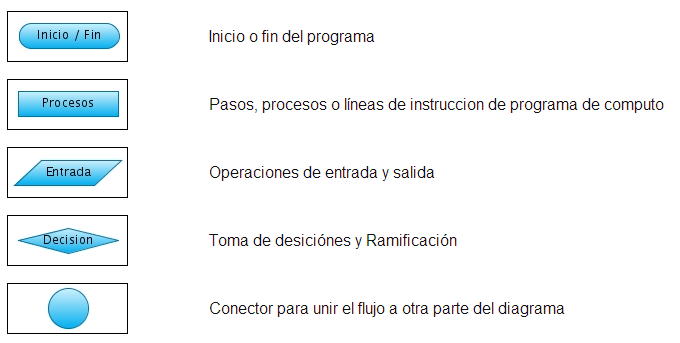 Inicio / Fin
Inicio o fin del programa
Procesos
Pasos, procesos o líneas de instruccion de programa de computo
Entrada
Operaciones de entrada y salida
Decision
Toma de desiciónes y Ramificación
Conector para unir el flujo a otra parte del diagrama